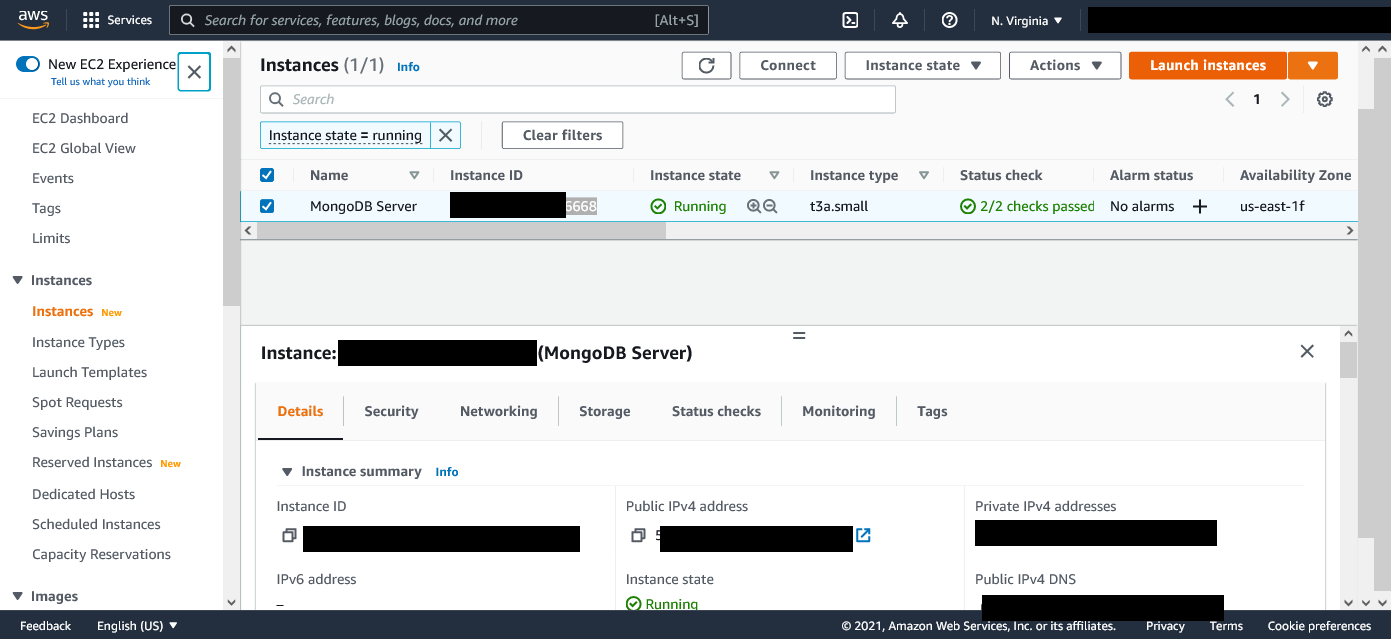 aws
Services
Search for services, features, blogs, docs, and more
[Alt+S]
N. Virginia ▼
New EC2 Experience
Tell us what you think
EC2 Dashboard
EC2 Global View
Events
Tags
Limits
Instances
Instances New
Instance Types
Launch Templates
Spot Requests
Savings Plans
Reserved Instances New
Dedicated Hosts
Scheduled Instances
Capacity Reservations
Images
Instances (1/1) Info
Connect
Instance state ▼
Actions ▼
Launch instances ▼
Search
1
Instance state = running
Clear filters
Name
Instance ID
Instance state
Instance type
Status check
Alarm status
Availability Zone
MongoDB Server
6668
Running
t3a.small
2/2 checks passed
No alarms +
us-east-1f
Instance: (MongoDB Server)
Details
Security
Networking
Storage
Status checks
Monitoring
Tags
Instance summary Info
Instance ID
Public IPv4 address
5
Private IPv4 addresses
IPv6 address
–
Instance state
Running
Public IPv4 DNS
Feedback
English (US) ▼
© 2021, Amazon Web Services, Inc. or its affiliates.
Privacy
Terms
Cookie preferences